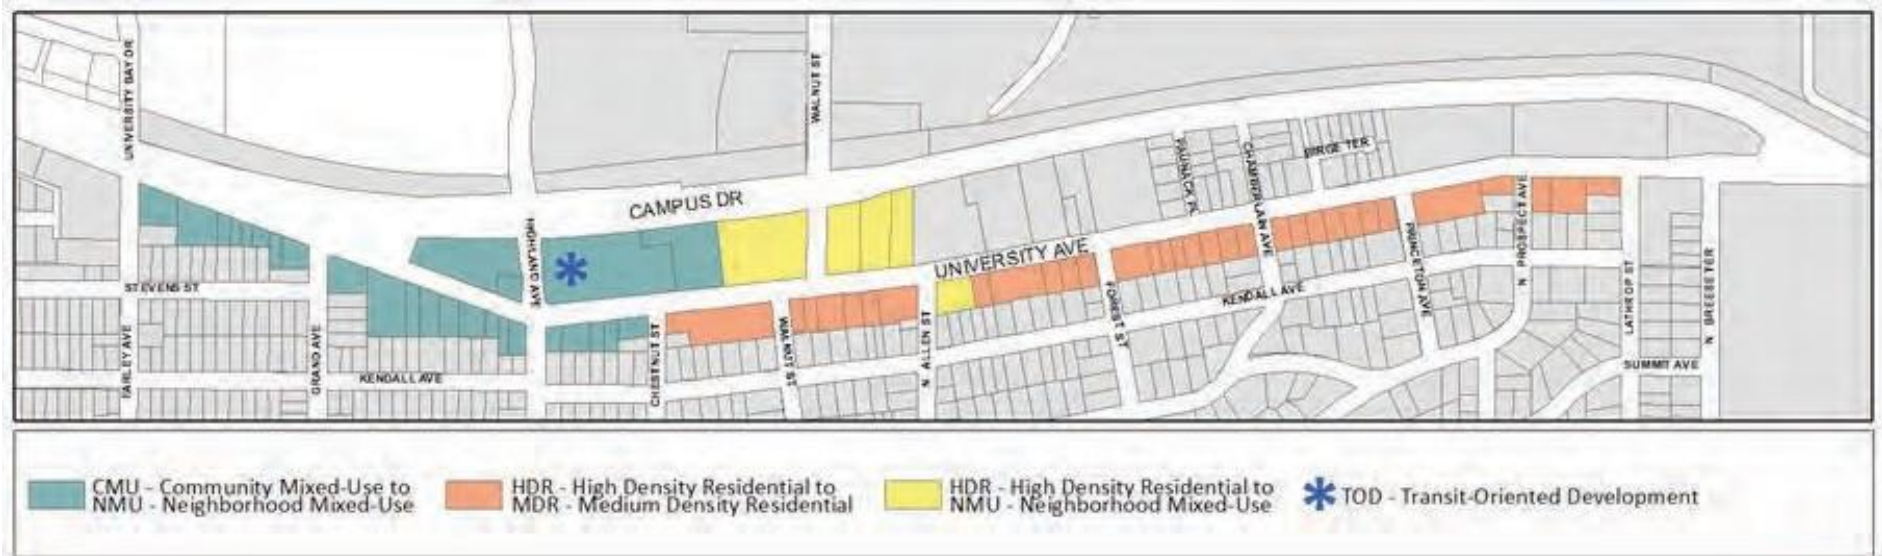 UNIVERSITY BAY DR
WALNUT ST
CAMPUS DR
HIGHLAND AVE
PAUNACK PL
CHAMBERLAIN AVE
BIRGE TER
UNIVERSITY AVE
N PROSPECT AVE
PRINCETON AVE
STEVENS ST
FARLEY AVE
GRAND AVE
KENDALL AVE
CHESTNUT ST
WALNUT ST
N ALLEN ST
FOREST ST
KENDALL AVE
LATHROP ST
N BREESE TER
SUMMIT AVE
CMU - Community Mixed-Use to
NMU - Neighborhood Mixed-Use
HDR - High Density Residential to
MDR - Medium Density Residential
HDR - High Density Residential to
NMU - Neighborhood Mixed-Use
TOD - Transit-Oriented Development